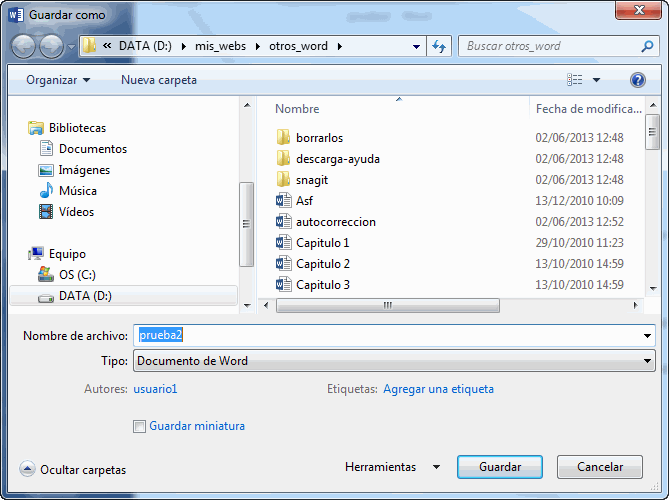 Guardar como
« DATA (D:) mis_webs otros_word
Buscar otros_word
Organizar Nueva carpeta
Nombre Fecha de modifica...
Bibliotecas
Documentos
Imágenes
Música
Vídeos
Equipo
OS (C:)
DATA (D:)
borrarlos 02/06/2013 12:48
descarga-ayuda 02/06/2013 12:48
snagit 02/06/2013 12:48
Asf 13/12/2010 10:09
autocorreccion 02/06/2013 12:52
Capitulo 1 29/10/2010 11:23
Capitulo 2 13/10/2010 14:59
Capitulo 3 13/10/2010 14:59
Nombre de archivo: prueba2
Tipo: Documento de Word
Autores: usuario1 Etiquetas: Agregar una etiqueta
Guardar miniatura
Ocultar carpetas Herramientas Guardar Cancelar